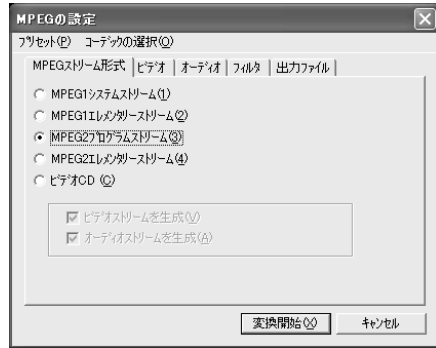 MPEGの設定
プリセット(P) コーデックの選択(O)
MPEGストリーム形式 ビデオ オーディオ フィルタ 出力ファイル
MPEG1システムストリーム(1)
MPEG1エレメンタリーストリーム(2)
MPEG2プログラムストリーム(3)
MPEG2エレメンタリーストリーム(4)
ビデオCD (C)
ビデオストリームを生成(V)
オーディオストリームを生成(A)
変換開始(X) キャンセル